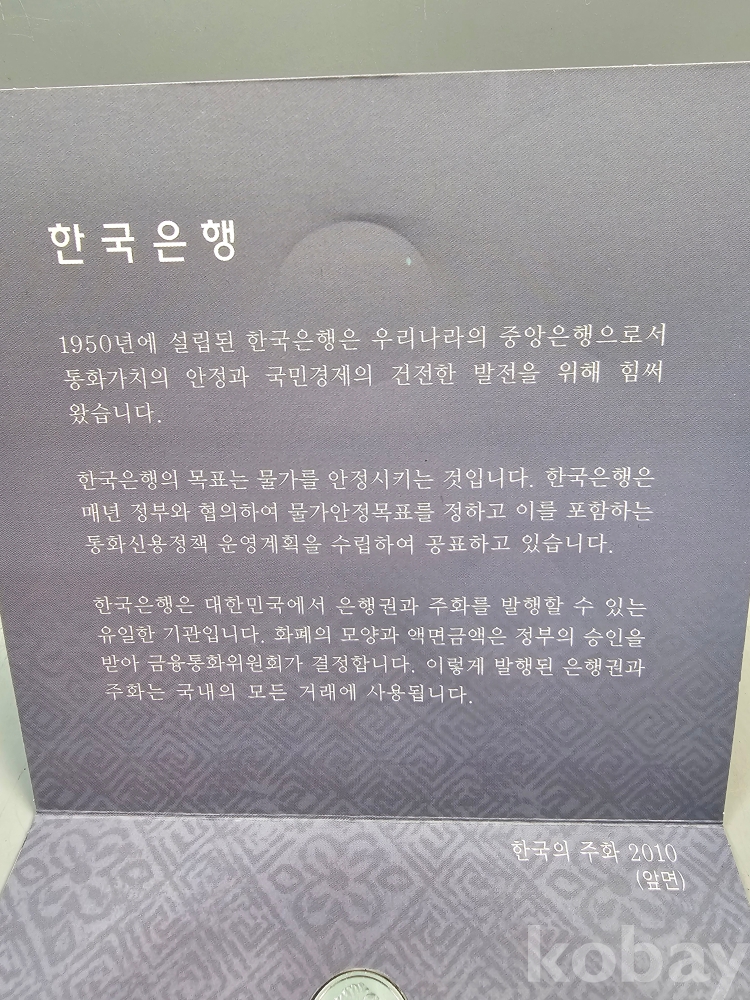 한국은행
1950년에 설립된 한국은행은 우리나라의 중앙은행으로서
통화가치의 안정과 국민경제의 건전한 발전을 위해 힘써
왔습니다.
한국은행의 목표는 물가를 안정시키는 것입니다. 한국은행은
매년 정부와 협의하여 물가안정목표를 정하고 이를 포함하는
통화신용정책 운영계획을 수립하여 공표하고 있습니다.
한국은행은 대한민국에서 은행권과 주화를 발행할 수 있는
유일한 기관입니다. 화폐의 모양과 액면금액은 정부의 승인을
받아 금융통화위원회가 결정합니다. 이렇게 발행된 은행권과
주화는 국내의 모든 거래에 사용됩니다.
한국의 주화 2010
(앞면)
kobay